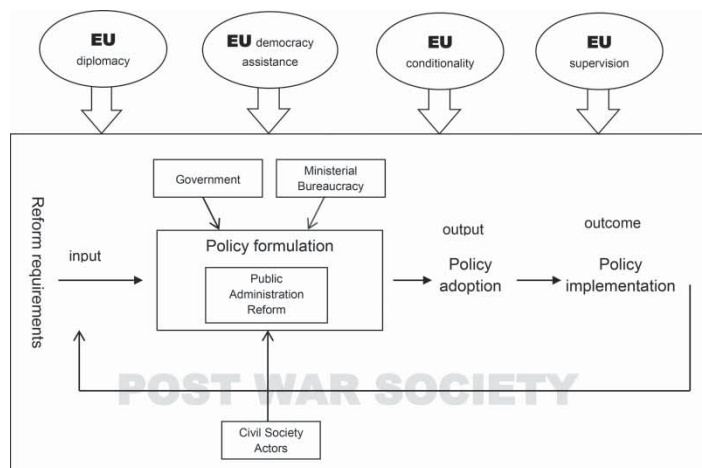 EU
diplomacy
EU democracy
assistance
EU
conditionality
EU
supervision
Government
Ministerial
Bureaucracy
Reform requirements
input
Policy formulation
Public
Administration
Reform
output
Policy
adoption
outcome
Policy
implementation
POST WAR SOCIETY
Civil Society
Actors